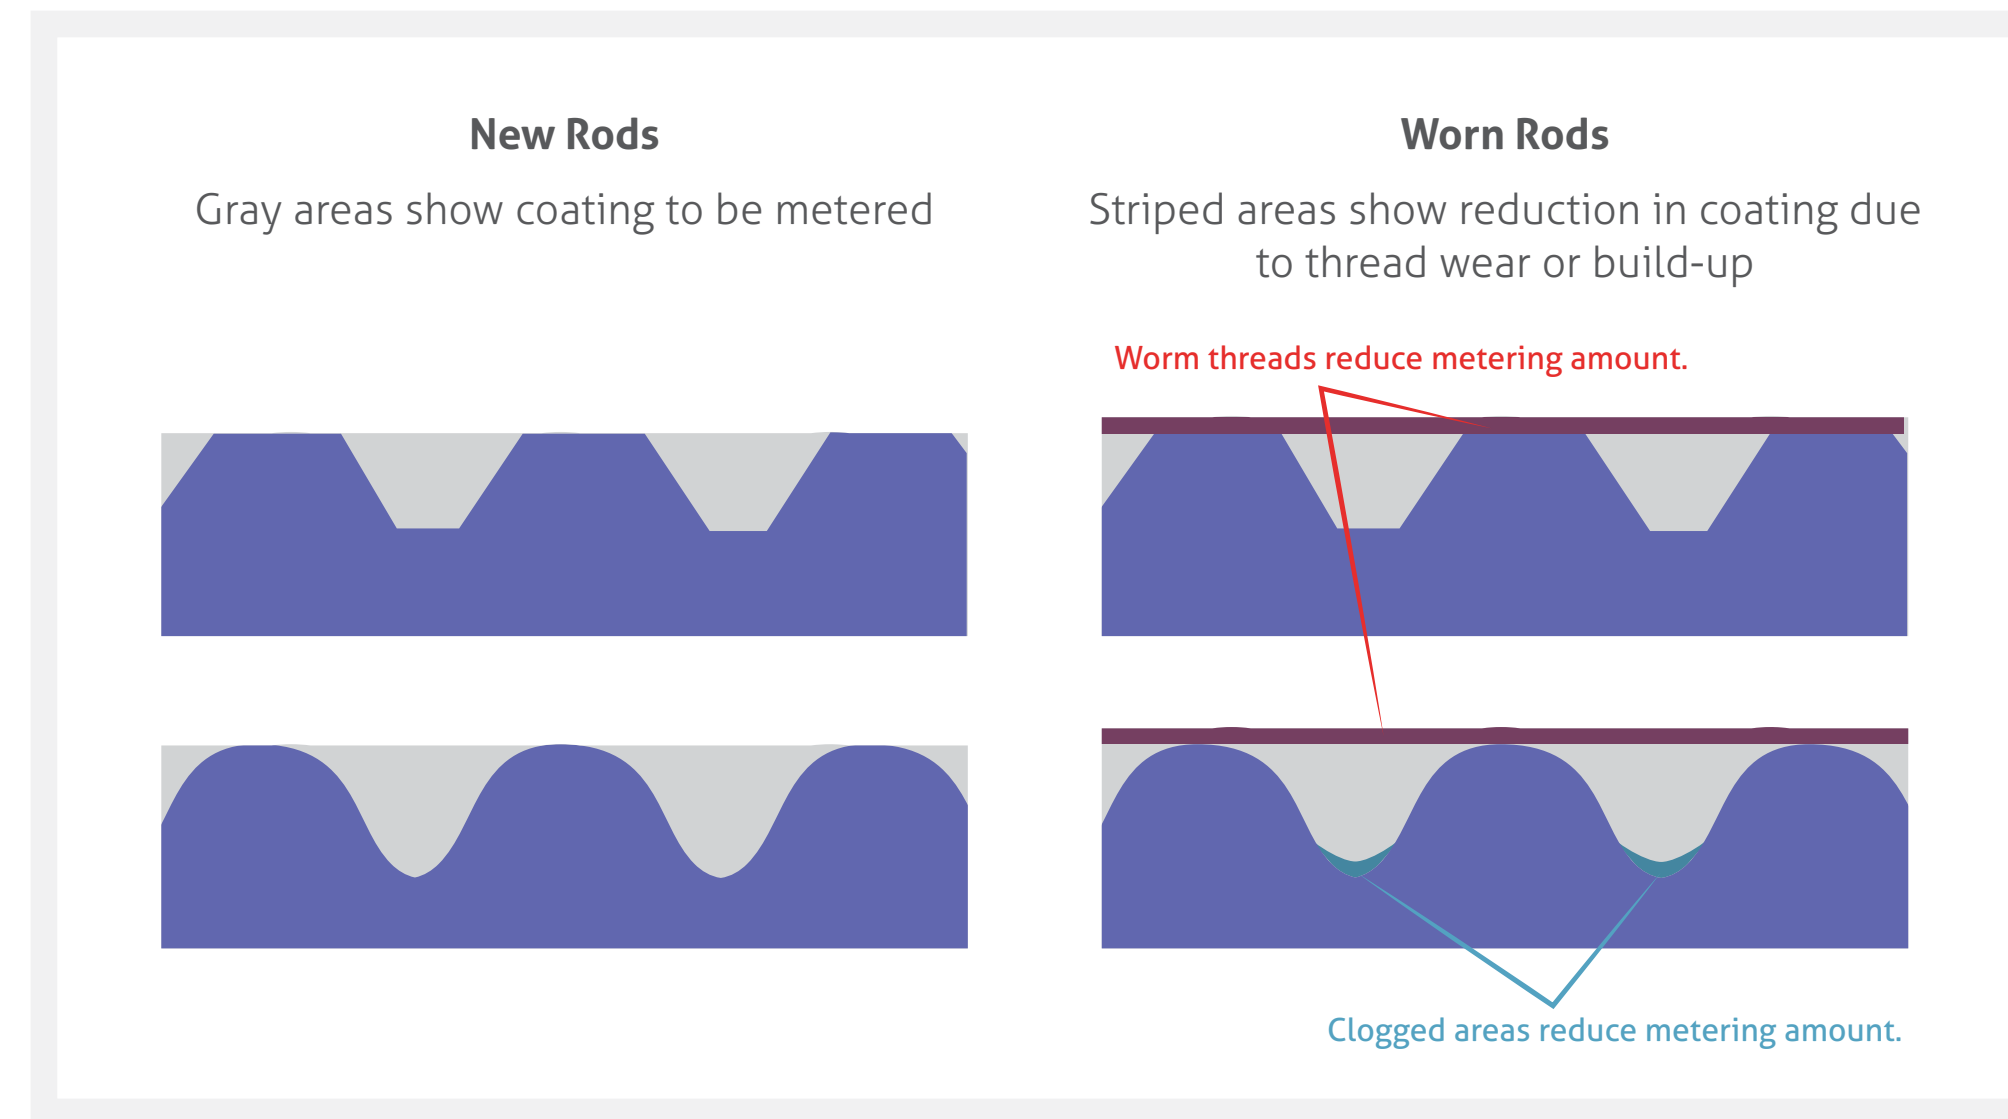 New Rods
Gray areas show coating to be metered
Worn Rods
Striped areas show reduction in coating due
to thread wear or build-up
Worm threads reduce metering amount.
Clogged areas reduce metering amount.